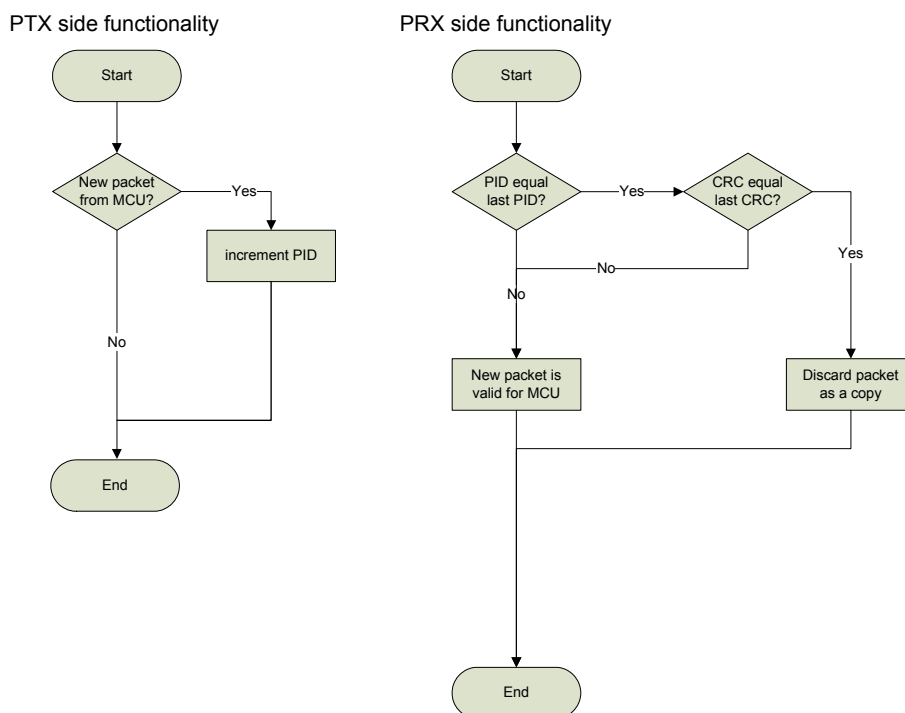 PTX side functionality
Start
New packet
from MCU?
Yes
increment PID
No
End
PRX side functionality
Start
PID equal
last PID?
Yes
CRC equal
last CRC?
No
Yes
No
New packet is
valid for MCU
Discard packet
as a copy
End